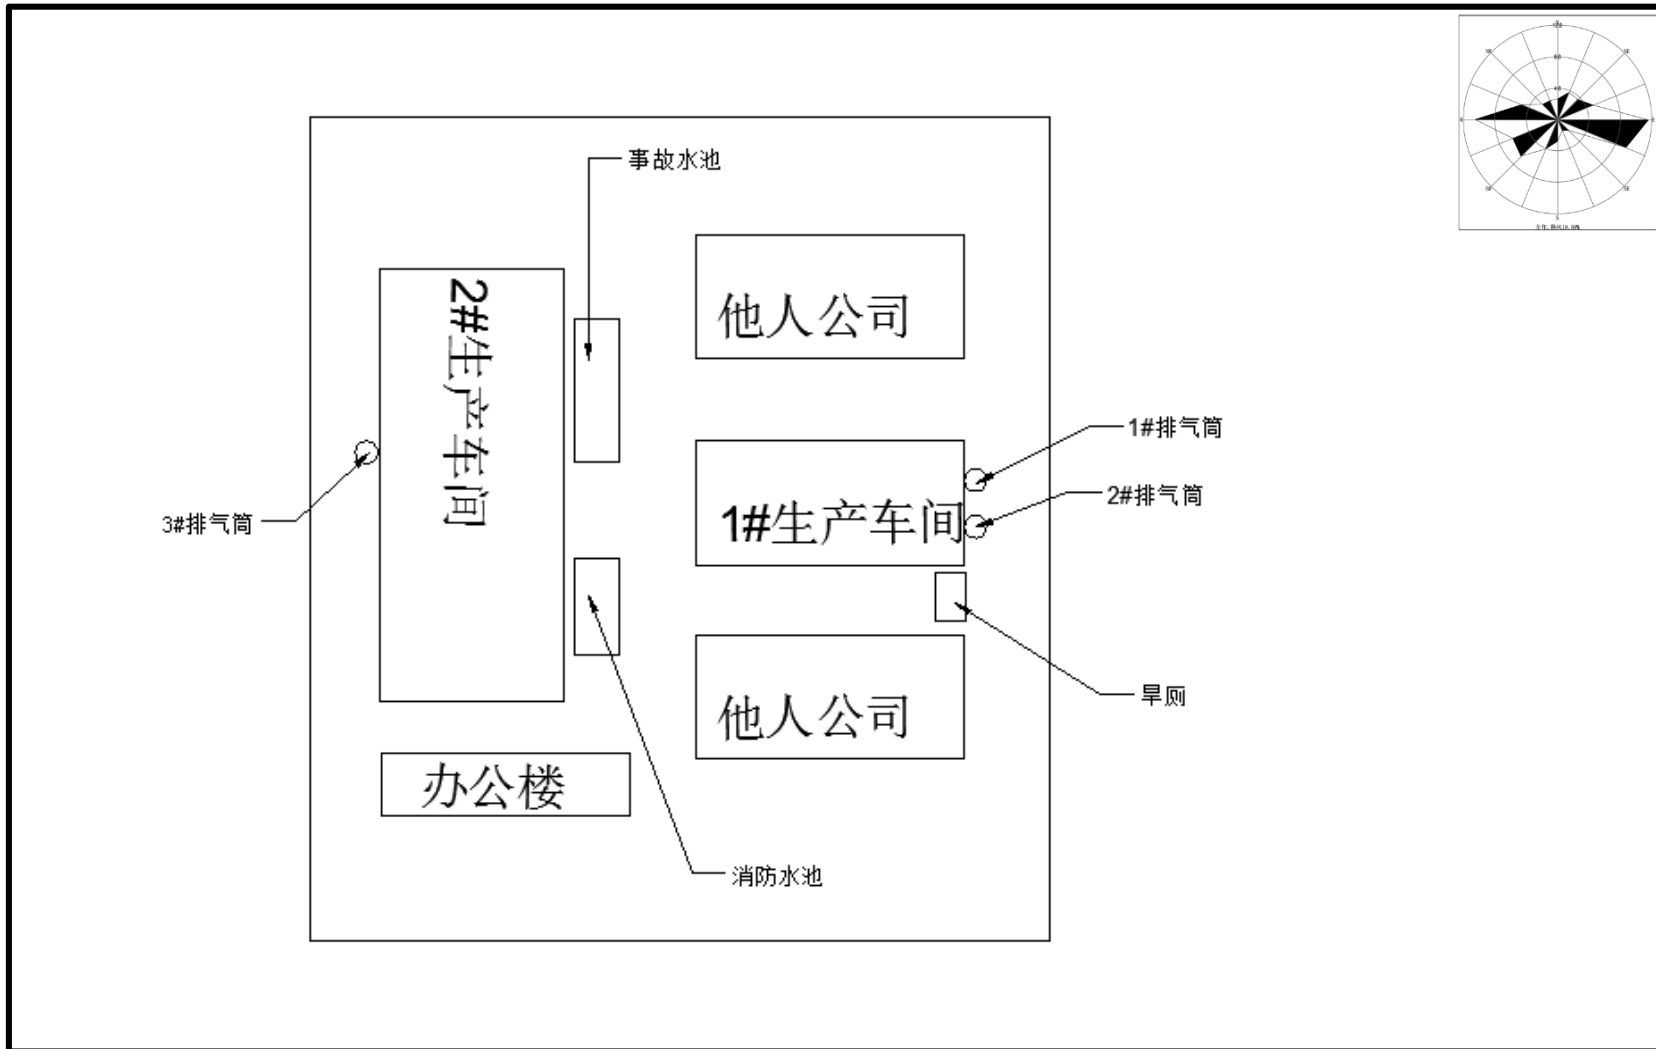 N
事故水池
他人公司
2#生产车间
1#排气筒
2#排气筒
1#生产车间
3#排气筒
旱厕
他人公司
办公楼
消防水池